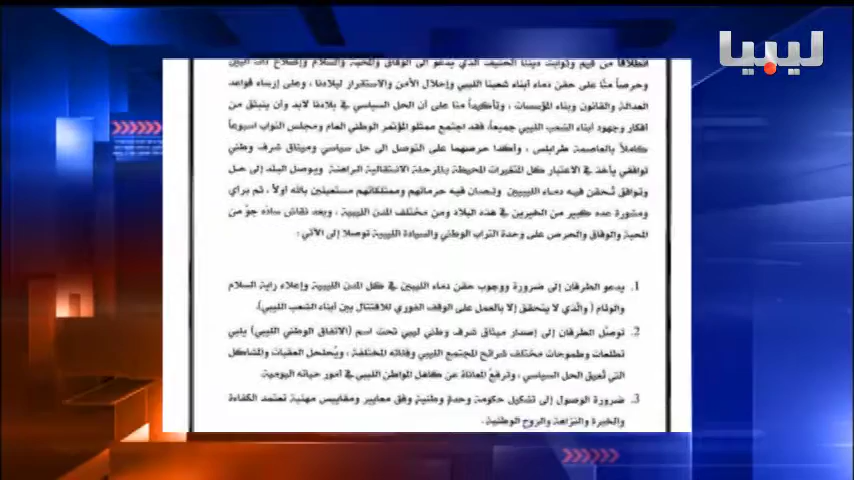 ليبيا
انطلاقاً من قيم وثوابت ديننا الحنيف الذي يدعو الى الوفاق والمحبة والسلام وإصلاح ذات البين
وحرصاً منّا على حقن دماء أبناء شعبنا الليبي وإحلال الأمن والاستقرار لبلادنا ، وعلى إرساء قواعد
العدالة والقانون وبناء المؤسسات ، وتأكيداً منا على أن الحل السياسي في بلادنا لابد وأن ينبثق من
أفكار وجهود أبناء الشعب الليبي جميعاً، فقد اجتمع ممثلو المؤتمر الوطني العام ومجلس النواب اسبوعاً
كاملاً بالعاصمة طرابلس ، وأكدا حرصهما على التوصل الى حل سياسي وميثاق شرف وطني
توافقي يأخذ في الاعتبار كل المتغيرات المحيطة بالمرحلة الانتقالية الراهنة ويوصل البلد إلى حل
وتوافق تُحقن فيه دماء الليبيين وتصان فيه حرماتهم وممتلكاتهم مستعينين بالله أولاً ، ثم براي
ومشورة عدد كبير من الخيرين في هذه البلاد ومن مختلف المدن الليبية ، وبعد نقاش ساده جوّ من
المحبة والوفاق والحرص على وحدة التراب الوطني والسيادة الليبية توصلا إلى الآتي :
1. يدعو الطرفان إلى ضرورة ووجوب حقن دماء الليبين في كل المدن الليبية وإعلاء راية السلام
والوئام ( والّذي لا يتحقق إلا بالعمل على الوقف الفوري للاقتتال بين أبناء الشعب الليبي).
2. توصّل الطرفان إلى إصدار ميثاق شرف وطني ليبي تحت اسم (الاتفاق الوطني الليبي) يلبي
تطلعات وطموحات مختلف شرائح المجتمع الليبي وفئاته المختلفة ، ويُحلحل العقبات والمشاكل
التي تُعيق الحل السياسي ، وترفعُ المعاناة عن كاهل المواطن الليبي في أمور حياته اليومية.
3. ضرورة الوصول إلى تشكيل حكومة وحدة وطنية وفق معايير ومقاييس مهنية تعتمد الكفاءة
والخبرة والنزاهة والروح الوطنية.